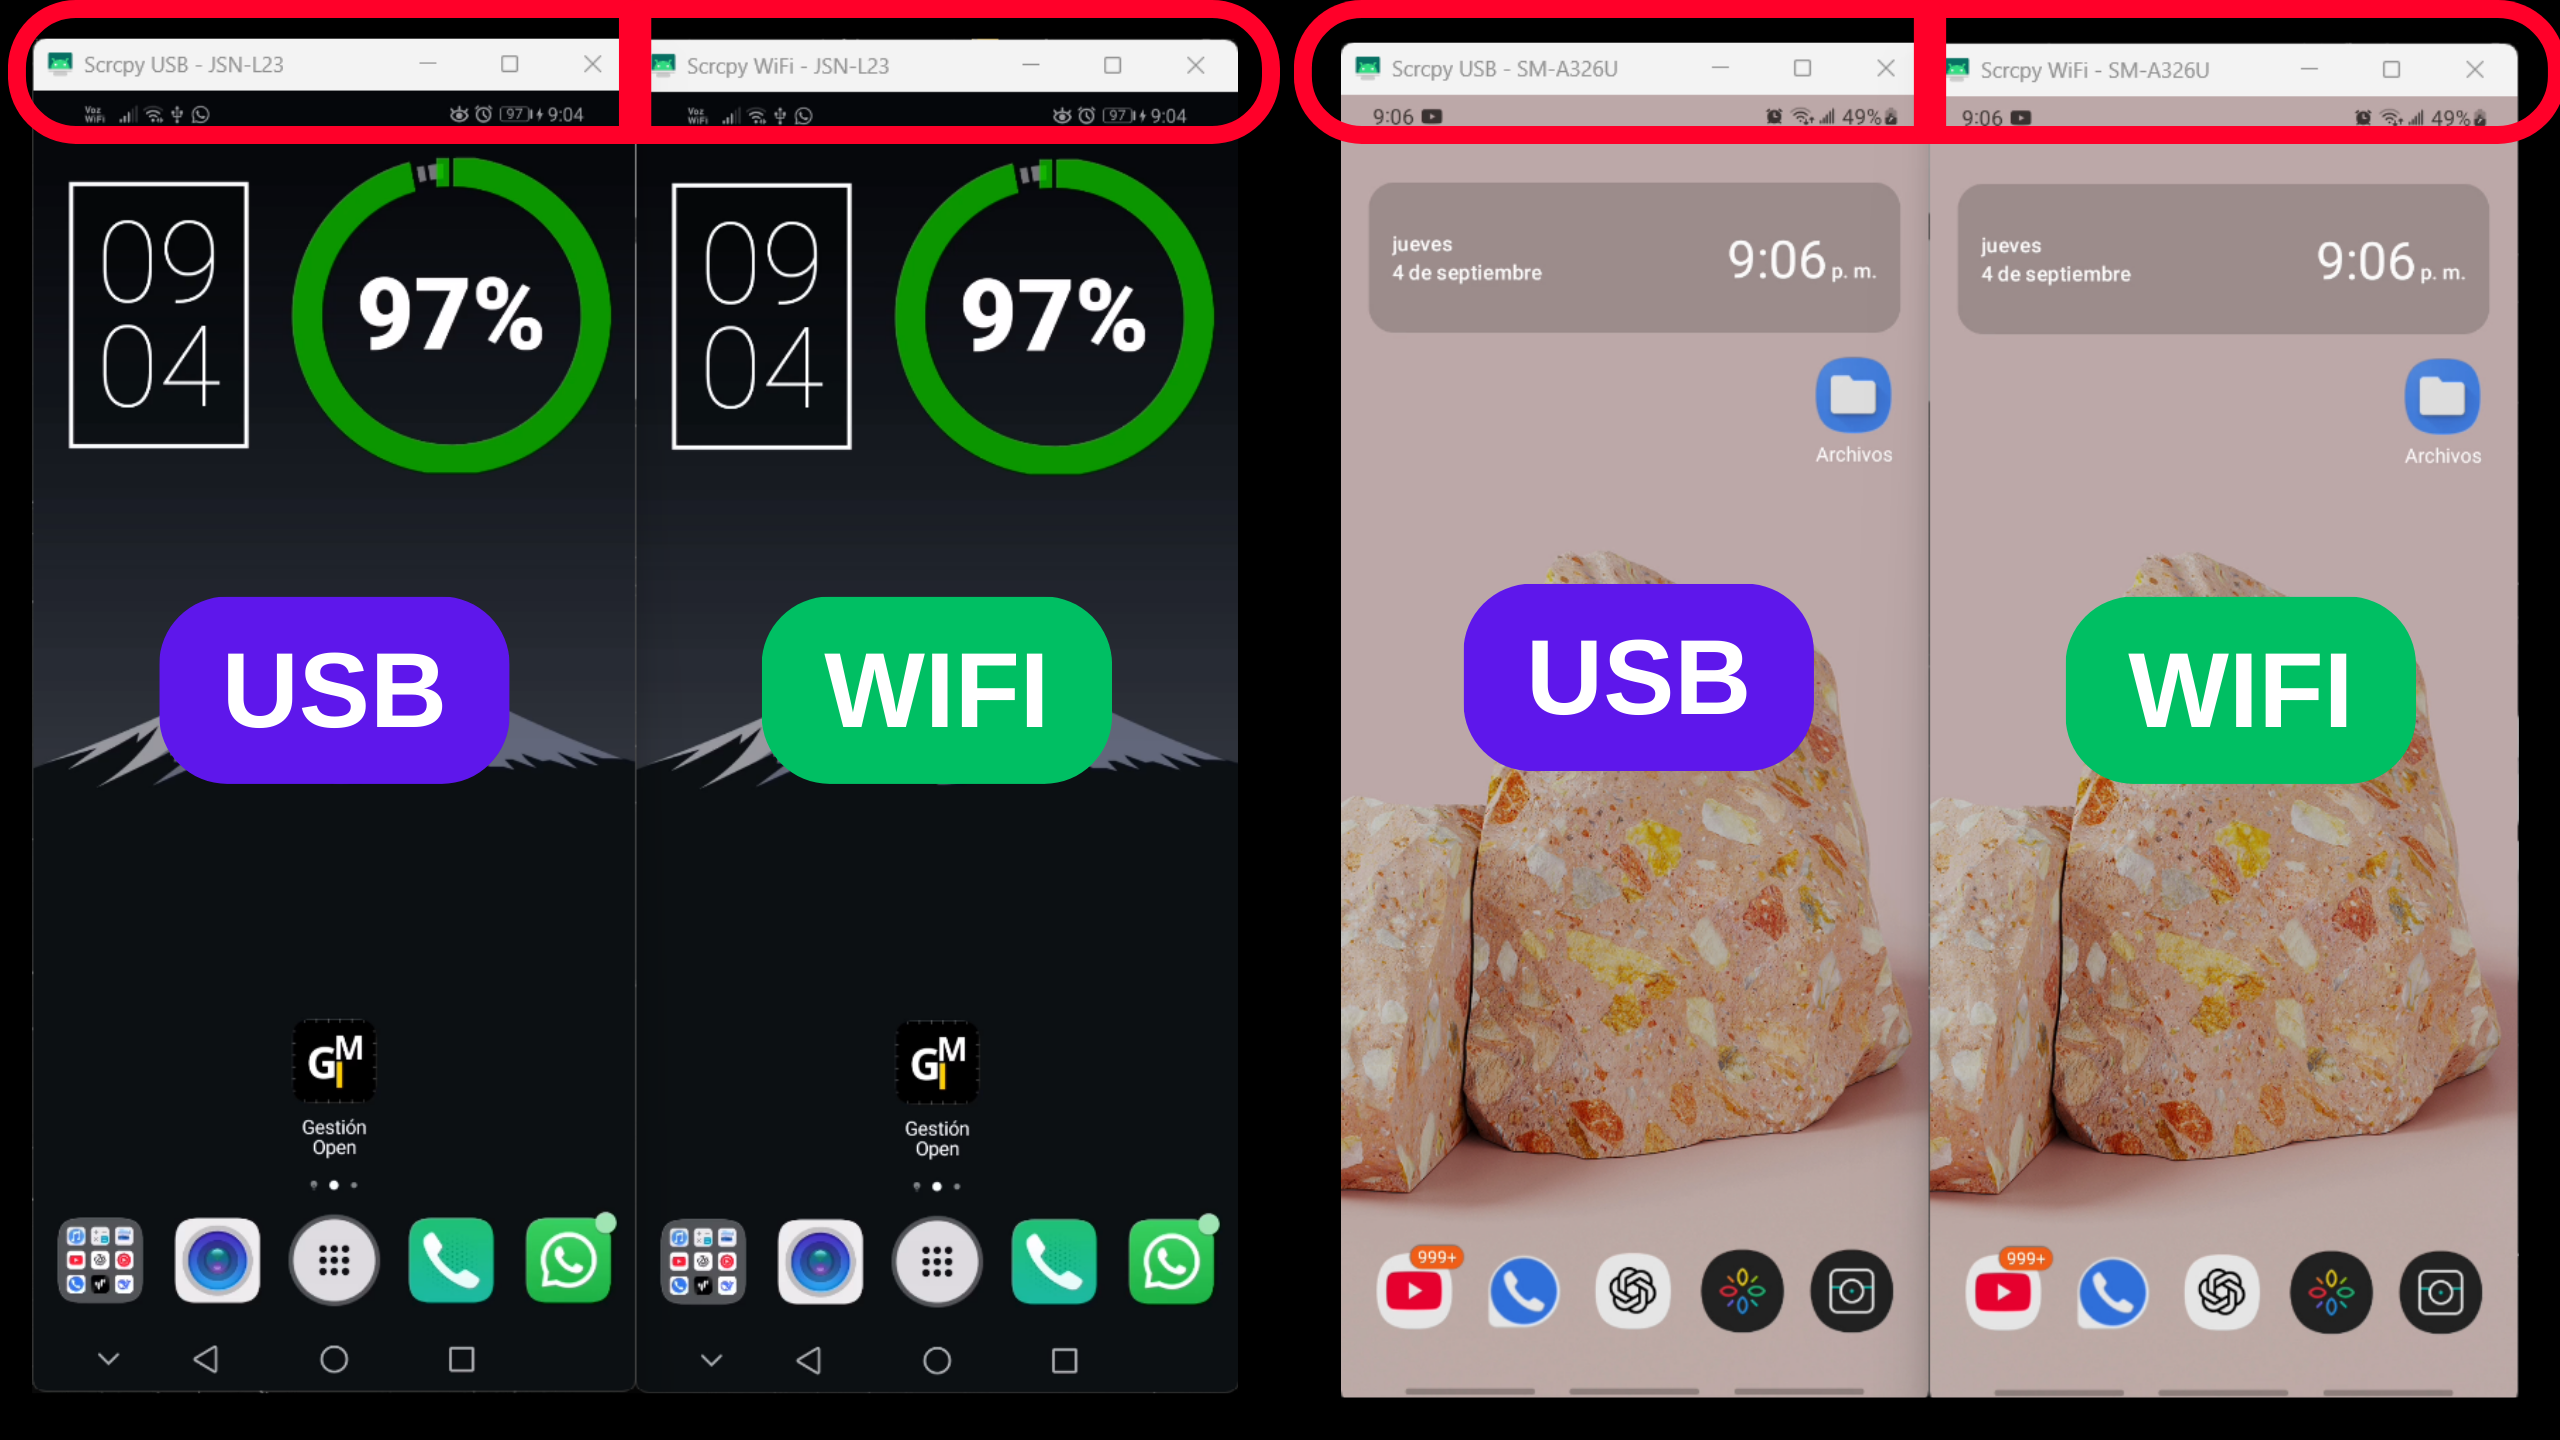 Scrcpy USB - JSN-L23
Voz
WiFi
97
9:04
09
04
97%
USB
GMI
Gestión
Open
Scrcpy WiFi - JSN-L23
Voz
WiFi
97
9:04
09
04
97%
WIFI
GMI
Gestión
Open
Scrcpy USB - SM-A326U
9:06
49%
jueves
4 de septiembre
9:06 p. m.
Archivos
USB
999+
Scrcpy WiFi - SM-A326U
9:06
49%
jueves
4 de septiembre
9:06 p. m.
Archivos
WIFI
999+